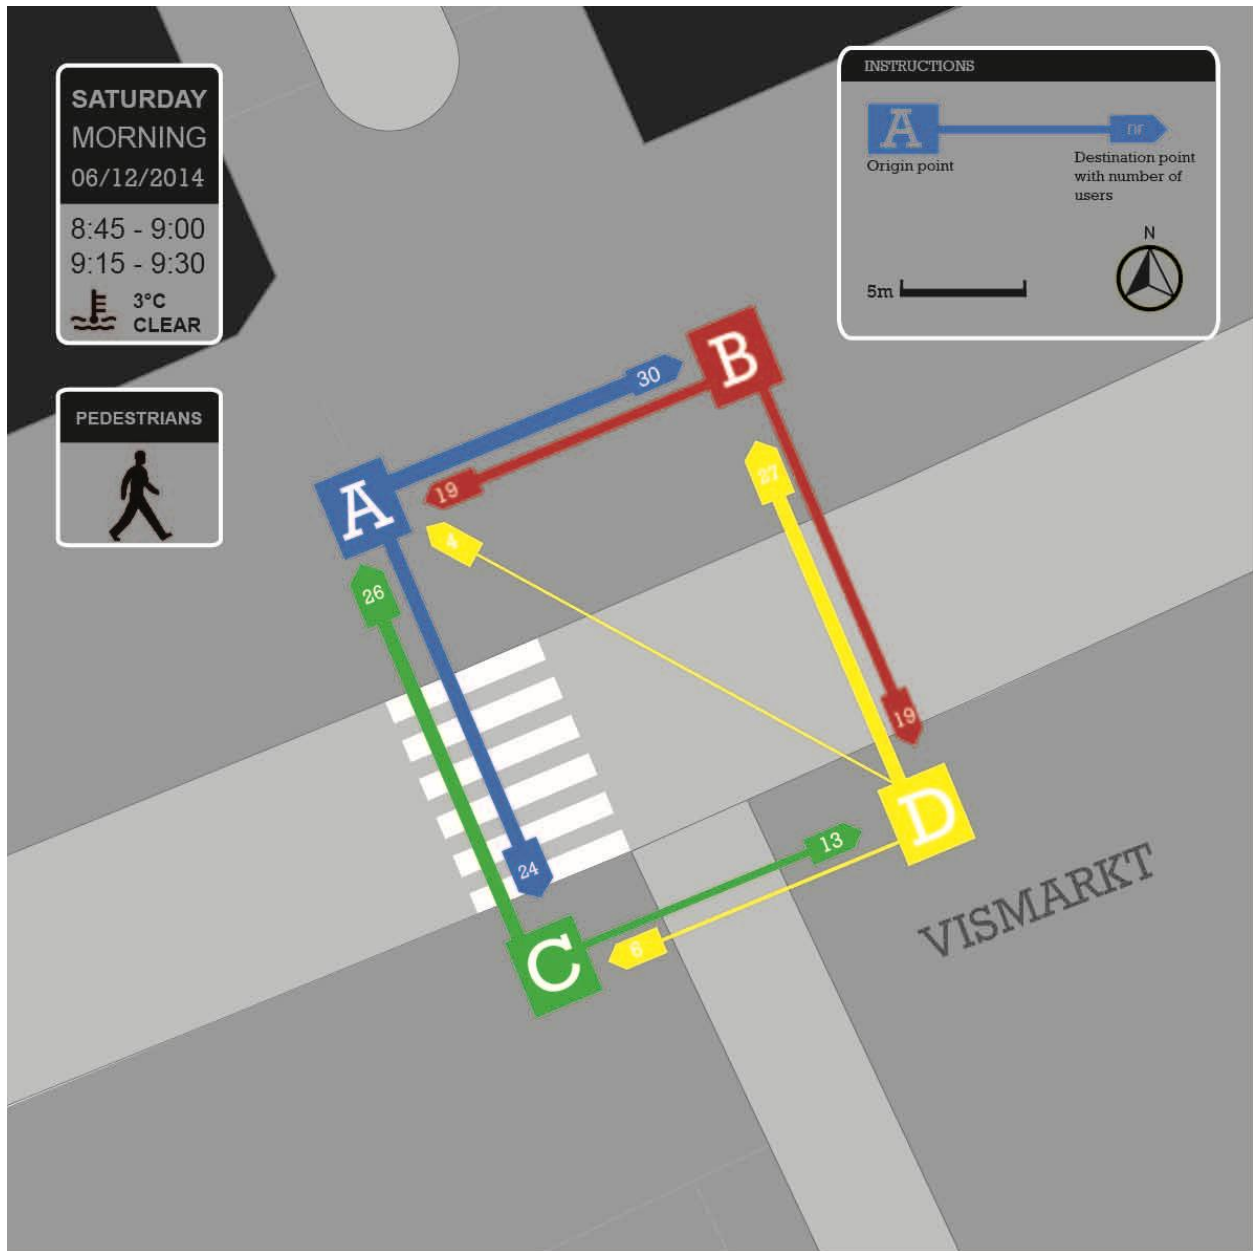 SATURDAY
MORNING
06/12/2014
8:45 - 9:00
9:15 - 9:30
3°C
CLEAR
PEDESTRIANS
INSTRUCTIONS
A
nr
Origin point
Destination point
with number of
users
N
5m
B
30
19
A
27
4
26
19
24
D
13
6
C
VISMARKT